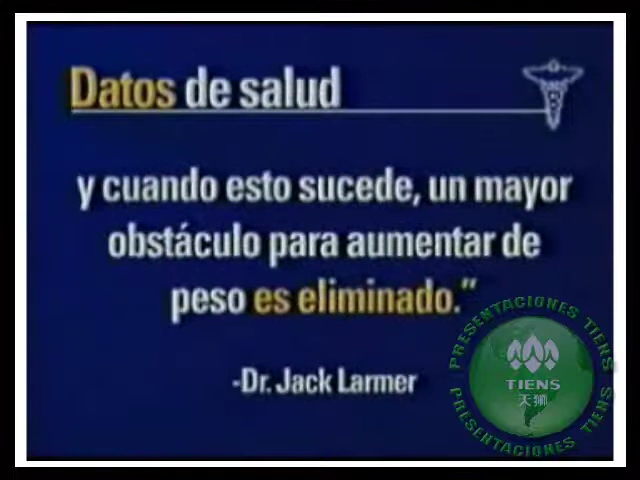 Datos de salud
y cuando esto sucede, un mayor
obstáculo para aumentar de
peso es eliminado.”
-Dr. Jack Larmer
PRESENTACIONES TIENS
TIENS
天狮
PRESENTACIONES TIENS